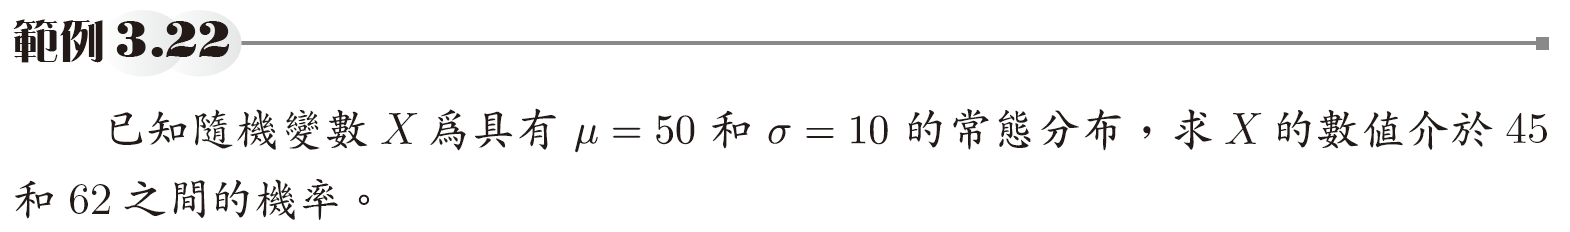 範例 3.22
已知隨機變數 X 為具有 μ = 50 和 σ = 10 的常態分布，求 X 的數值介於 45
和 62 之間的機率。